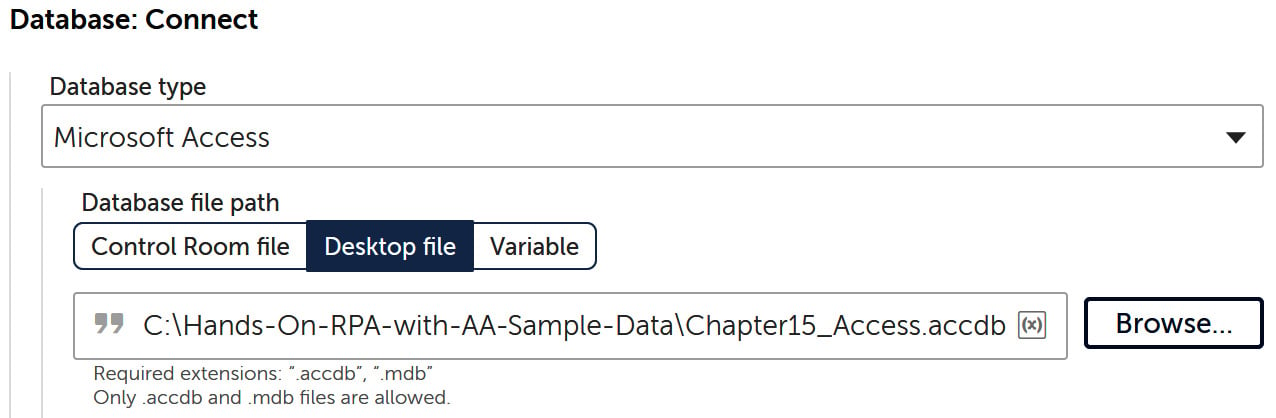 Database: Connect
Database type
Microsoft Access
Database file path
Control Room file Desktop file Variable
C:\Hands-On-RPA-with-AA-Sample-Data\Chapter15_Access.accdb (x) Browse...
Required extensions: “.accdb”, “.mdb”
Only .accdb and .mdb files are allowed.